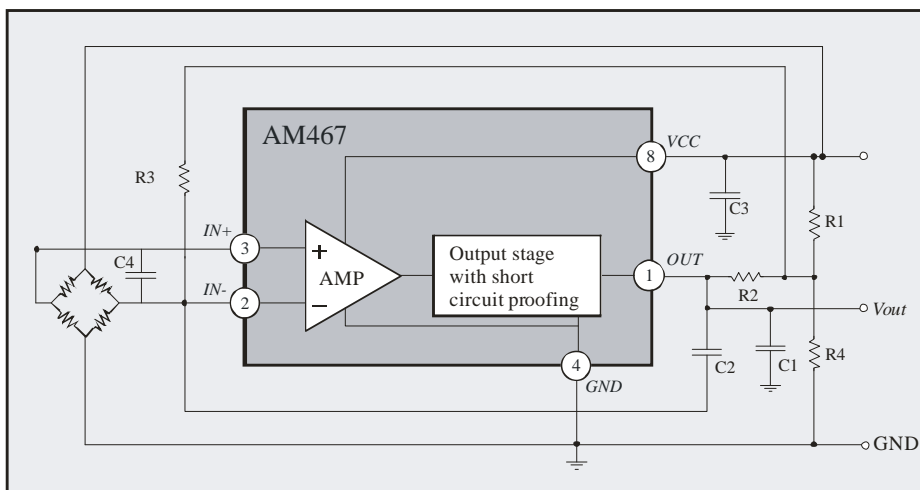 AM467
VCC
8
R3
C3
R1
IN+
3
+
AMP
Output stage
with short
circuit proofing
OUT
1
C4
IN-
2
−
R2
Vout
C2
C1
R4
4
GND
GND